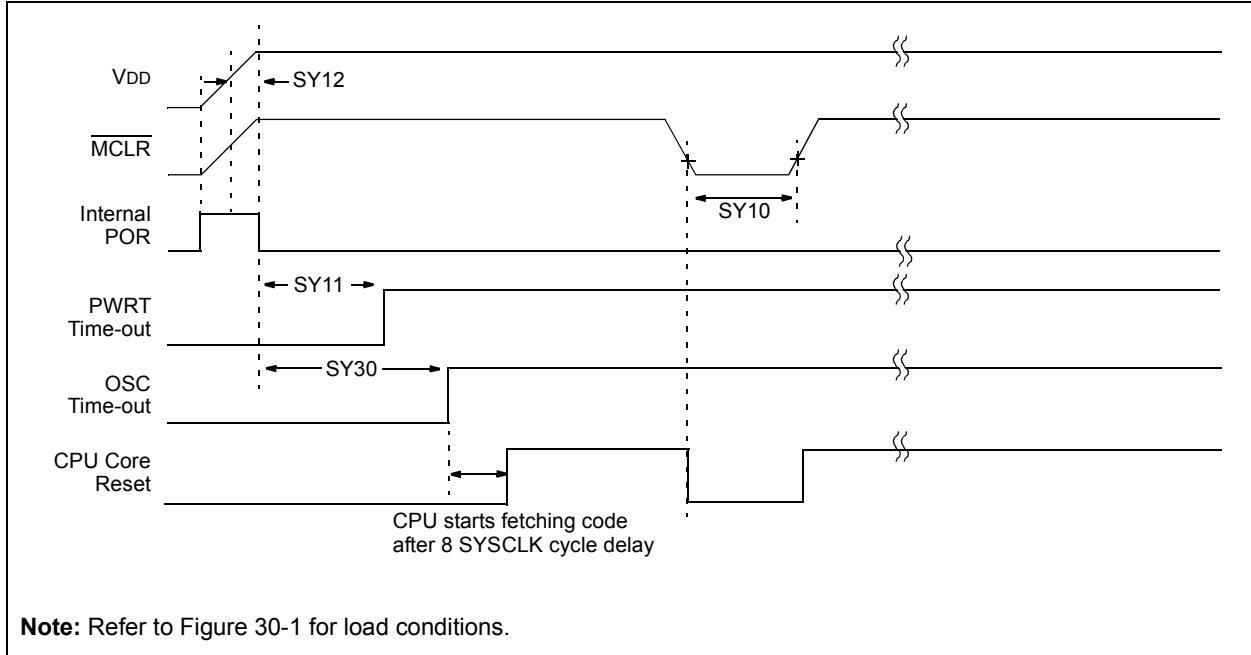 VDD
SY12
MCLR
SY10
Internal
POR
SY11
PWRT
Time-out
SY30
OSC
Time-out
CPU Core
Reset
CPU starts fetching code
after 8 SYSCLK cycle delay
Note: Refer to Figure 30-1 for load conditions.